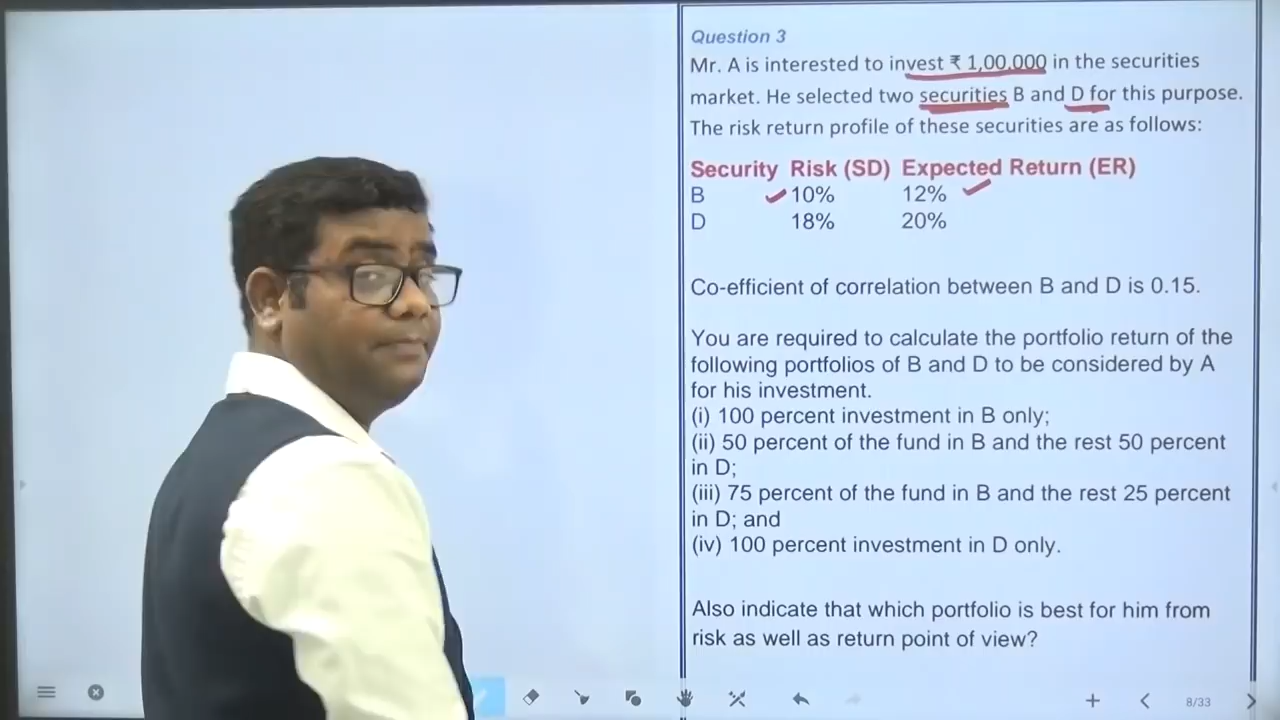 Question 3
Mr. A is interested to invest ₹ 1,00,000 in the securities
market. He selected two securities B and D for this purpose.
The risk return profile of these securities are as follows:
Security Risk (SD) Expected Return (ER)
B 10% 12%
D 18% 20%
Co-efficient of correlation between B and D is 0.15.
You are required to calculate the portfolio return of the
following portfolios of B and D to be considered by A
for his investment.
(i) 100 percent investment in B only;
(ii) 50 percent of the fund in B and the rest 50 percent
in D;
(iii) 75 percent of the fund in B and the rest 25 percent
in D; and
(iv) 100 percent investment in D only.
Also indicate that which portfolio is best for him from
risk as well as return point of view?
8/33